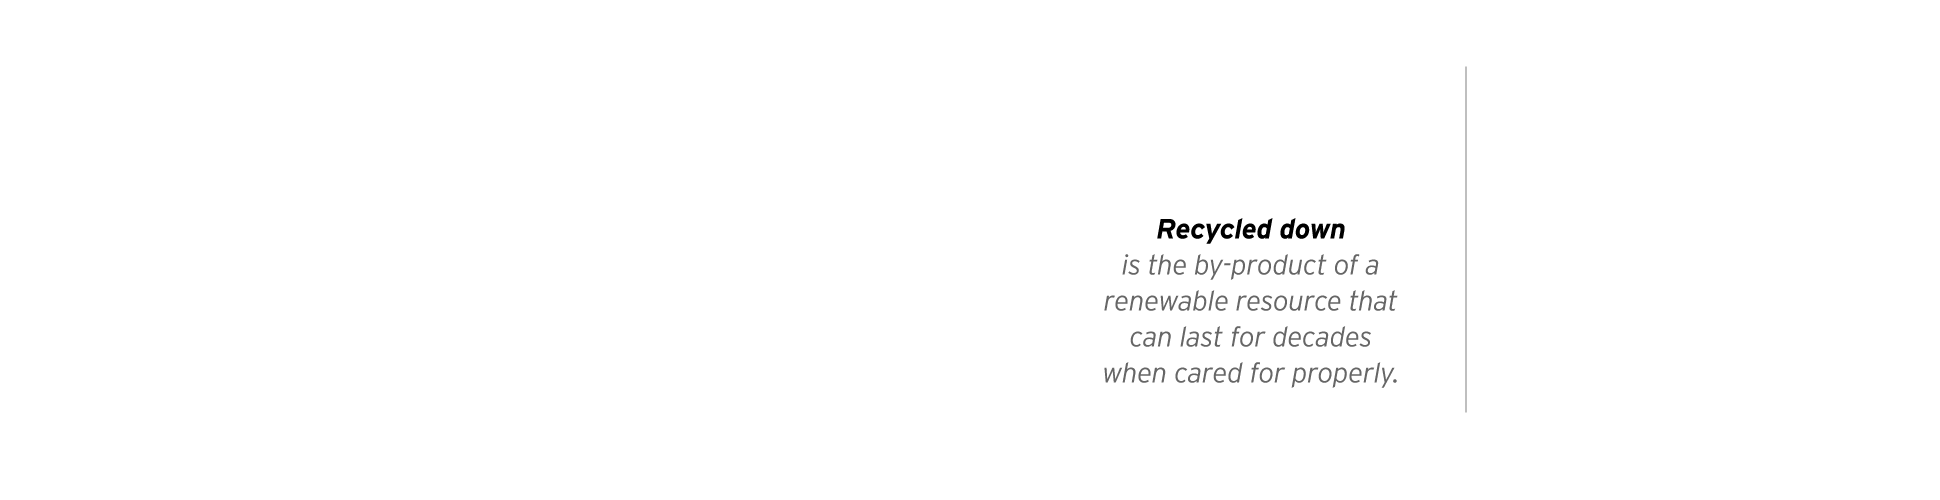 Recycled down
is the by-product of a
renewable resource that
can last for decades
when cared for properly.